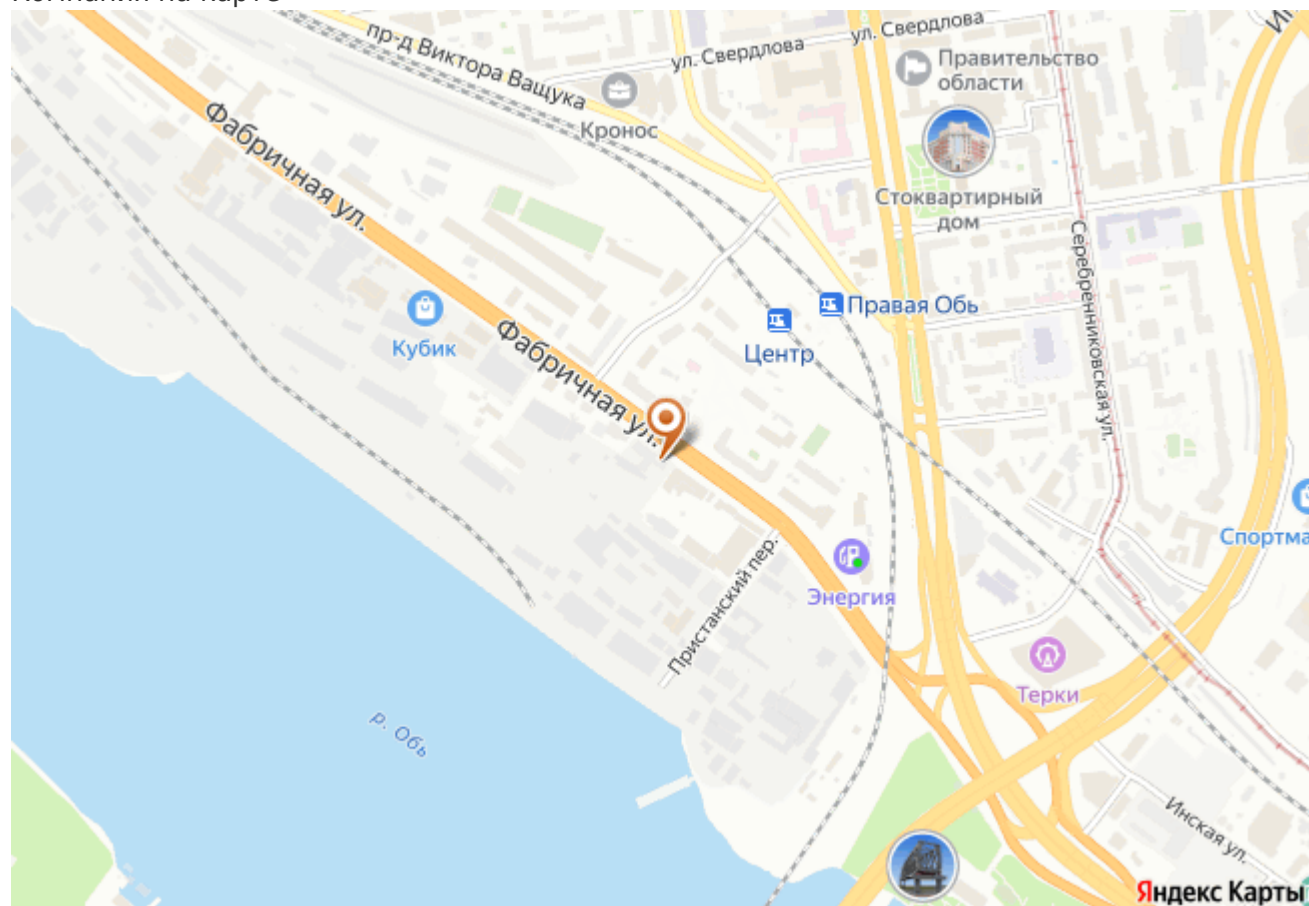 пр-д Виктора Ващука
ул. Свердлова
ул. Свердлова
Правительство
области
Кронос
Фабричная ул.
Стоквартирный
дом
Серебренниковская ул.
Правая Обь
Центр
Кубик
Фабричная ул.
Спортма
Пристанский пер.
Энергия
Терки
р. Обь
Инская ул.
Яндекс Карты